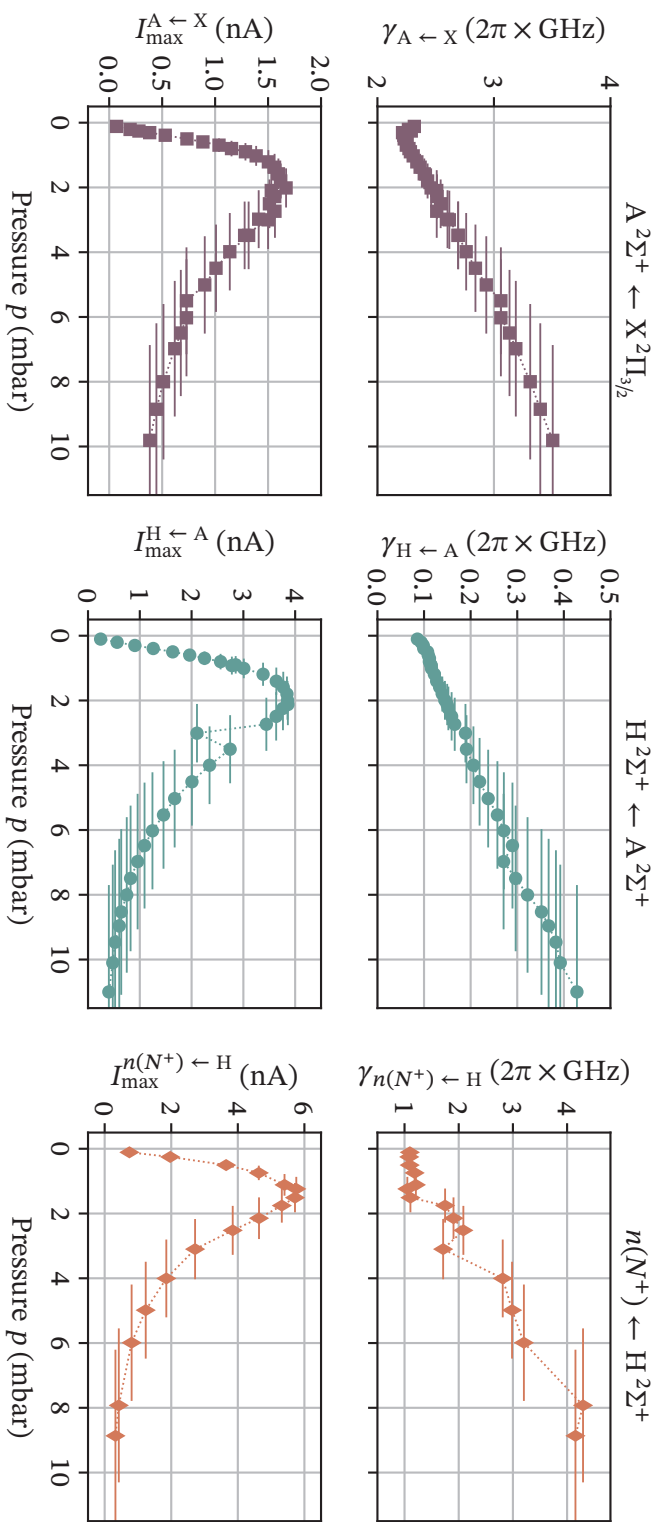 A ²Σ⁺ ← X ²Π₃/₂
H ²Σ⁺ ← A ²Σ⁺
n(N⁺) ← H ²Σ⁺
γ_A ← X (2π × GHz)
4
3
2
γ_H ← A (2π × GHz)
0.5
0.4
0.3
0.2
0.1
0.0
γ_n(N⁺) ← H (2π × GHz)
4
3
2
1
I_max^A ← X (nA)
2.0
1.5
1.0
0.5
0.0
0 2 4 6 8 10
Pressure p (mbar)
I_max^H ← A (nA)
4
3
2
1
0
0 2 4 6 8 10
Pressure p (mbar)
I_max^n(N⁺) ← H (nA)
6
4
2
0
0 2 4 6 8 10
Pressure p (mbar)